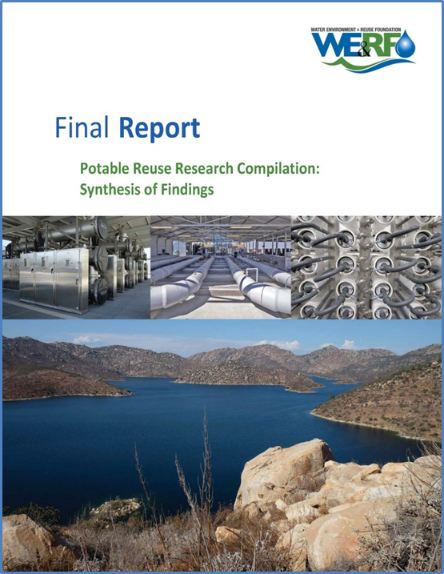 WATER ENVIRONMENT + REUSE FOUNDATION
WE&RF
Final Report
Potable Reuse Research Compilation:
Synthesis of Findings